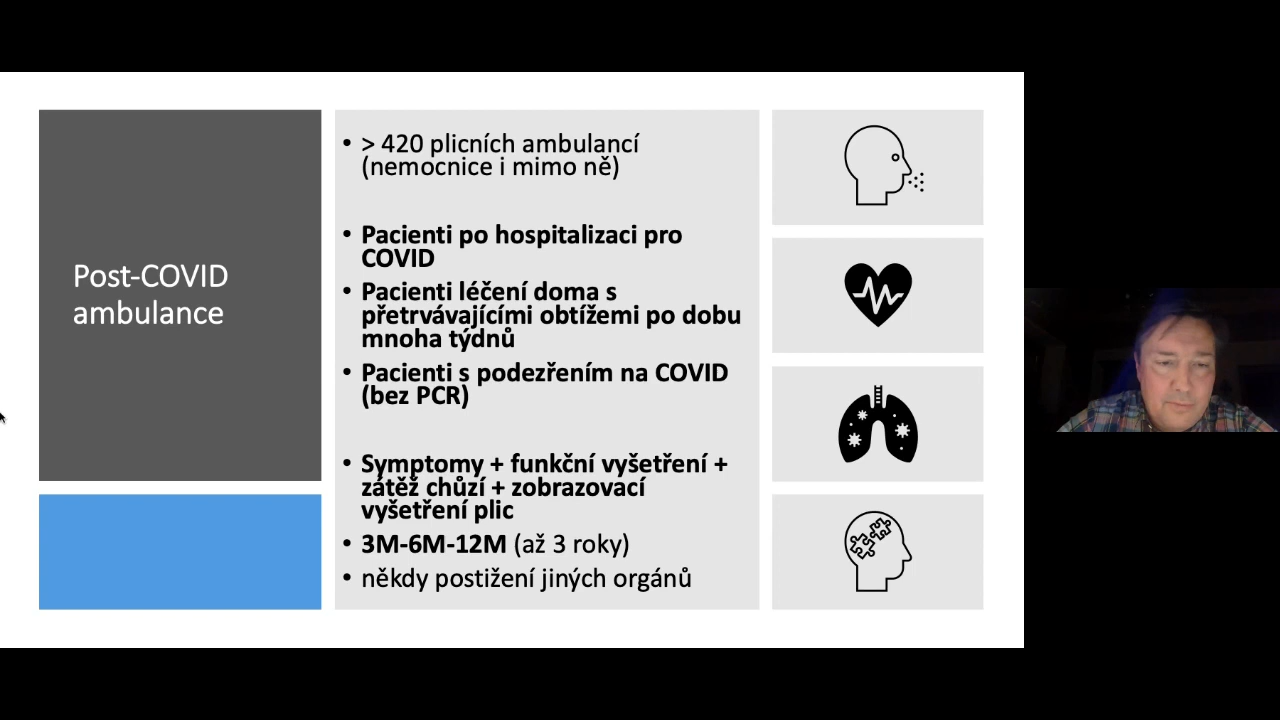 Post-COVID
ambulance
• > 420 plicních ambulancí
(nemocnice i mimo ně)
• Pacienti po hospitalizaci pro
COVID
• Pacienti léčení doma s
přetrvávajícími obtížemi po dobu
mnoha týdnů
• Pacienti s podezřením na COVID
(bez PCR)
• Symptomy + funkční vyšetření +
zátěž chůzí + zobrazovací
vyšetření plic
• 3M-6M-12M (až 3 roky)
• někdy postižení jiných orgánů